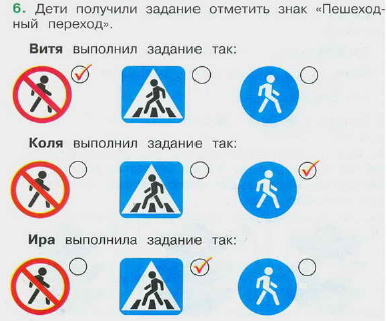 6. Дети получили задание отметить знак «Пешеход-
ный переход».
Витя выполнил задание так:
Коля выполнил задание так:
Ира выполнила задание так: